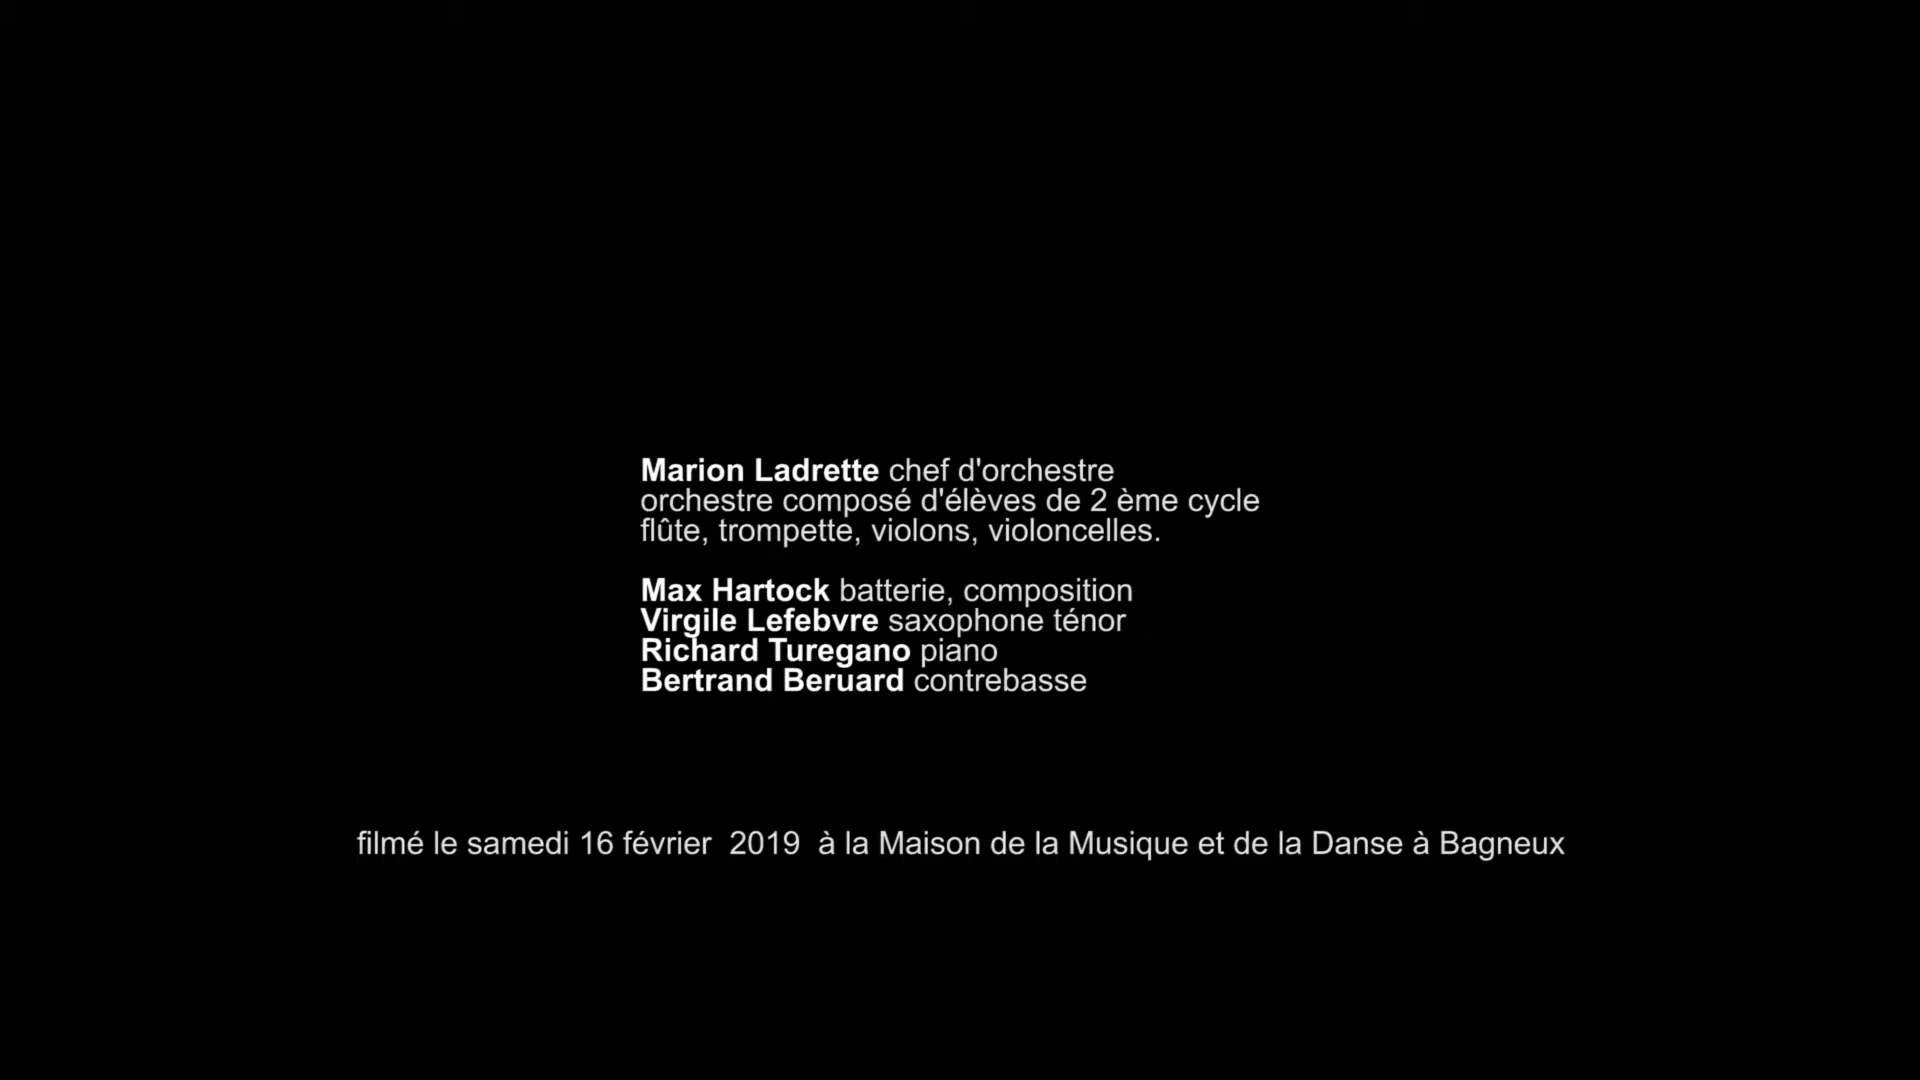 Marion Ladrette chef d'orchestre
orchestre composé d'élèves de 2 ème cycle
flûte, trompette, violons, violoncelles.
Max Hartock batterie, composition
Virgile Lefebvre saxophone ténor
Richard Turegano piano
Bertrand Beruard contrebasse
filmé le samedi 16 février  2019  à la Maison de la Musique et de la Danse à Bagneux